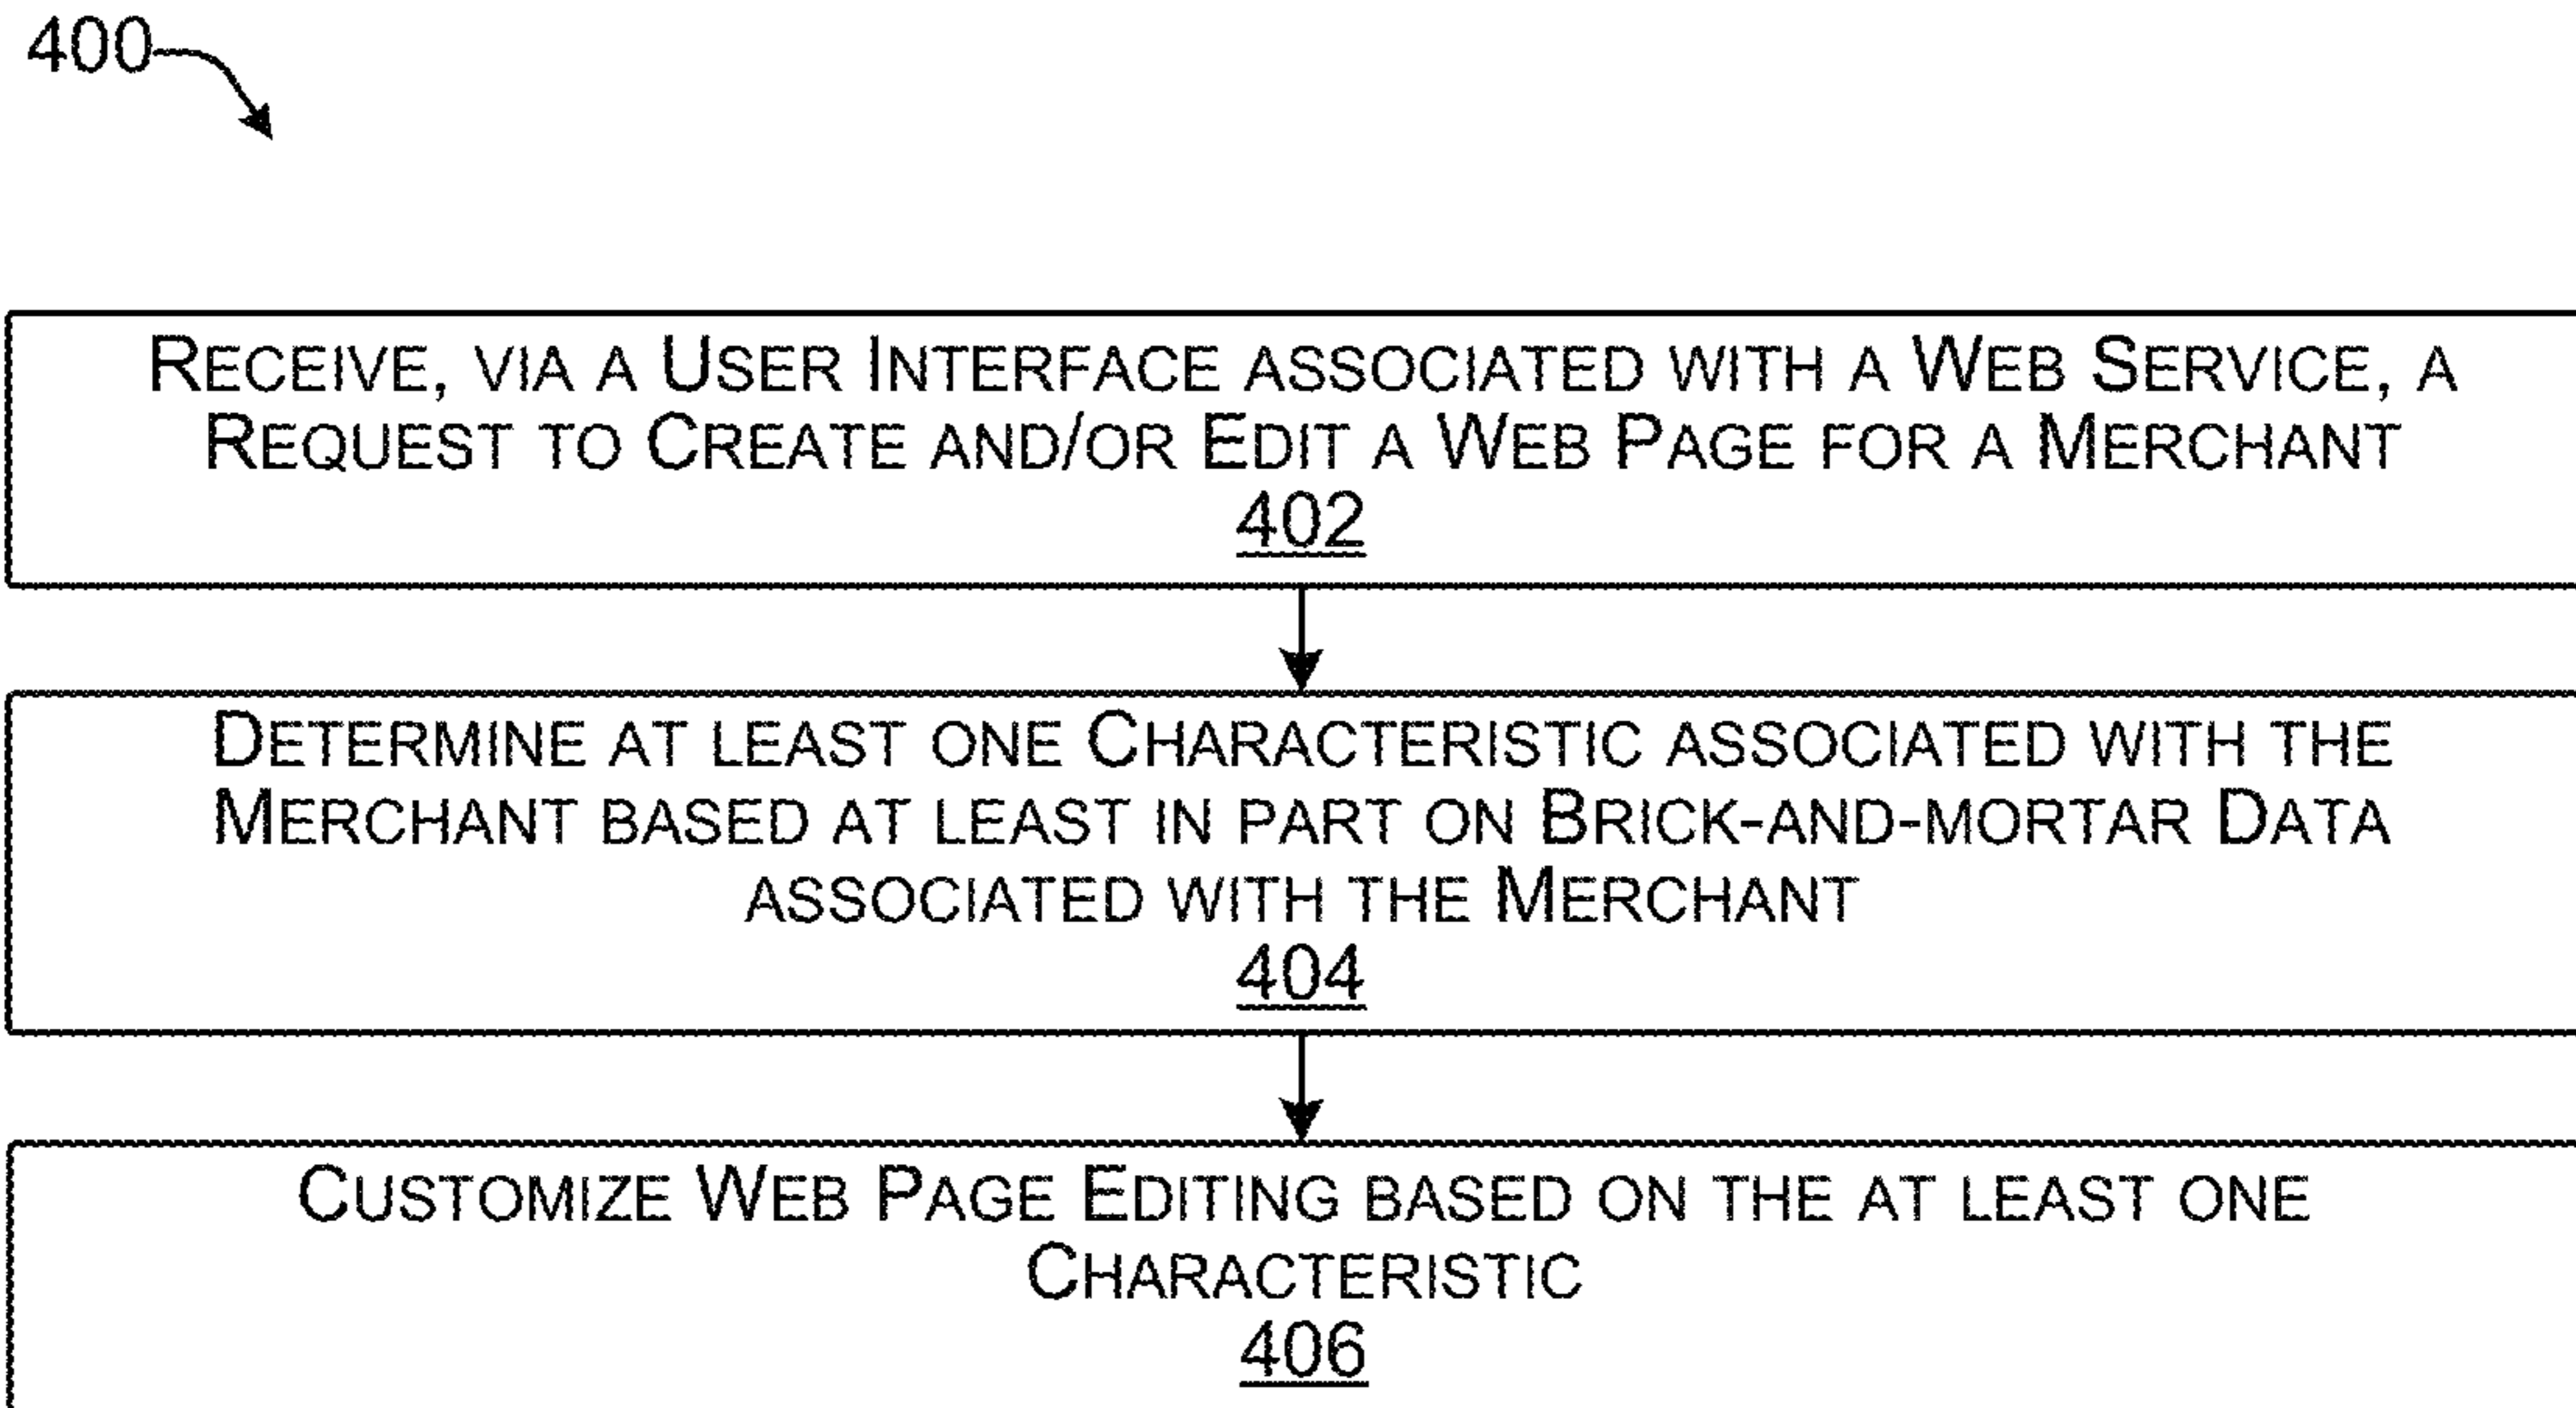 400
RECEIVE, VIA A USER INTERFACE ASSOCIATED WITH A WEB SERVICE, A
REQUEST TO CREATE AND/OR EDIT A WEB PAGE FOR A MERCHANT
402
DETERMINE AT LEAST ONE CHARACTERISTIC ASSOCIATED WITH THE
MERCHANT BASED AT LEAST IN PART ON BRICK-AND-MORTAR DATA
ASSOCIATED WITH THE MERCHANT
404
CUSTOMIZE WEB PAGE EDITING BASED ON THE AT LEAST ONE
CHARACTERISTIC
406